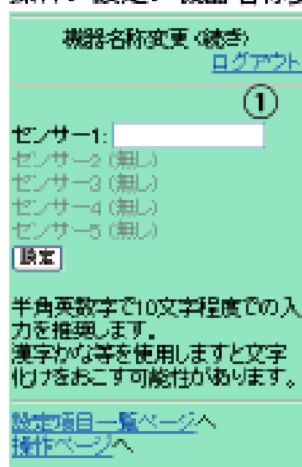 機器名称変更(続き)
ログアウト
①
センサー1:
センサー2(無し)
センサー3(無し)
センサー4(無し)
センサー5(無し)
設定
半角英数字で10文字程度での入
力を推奨します。
漢字かな等を使用しますと文字
化けをおこす可能性があります。
設定項目一覧ページへ
操作ページへ